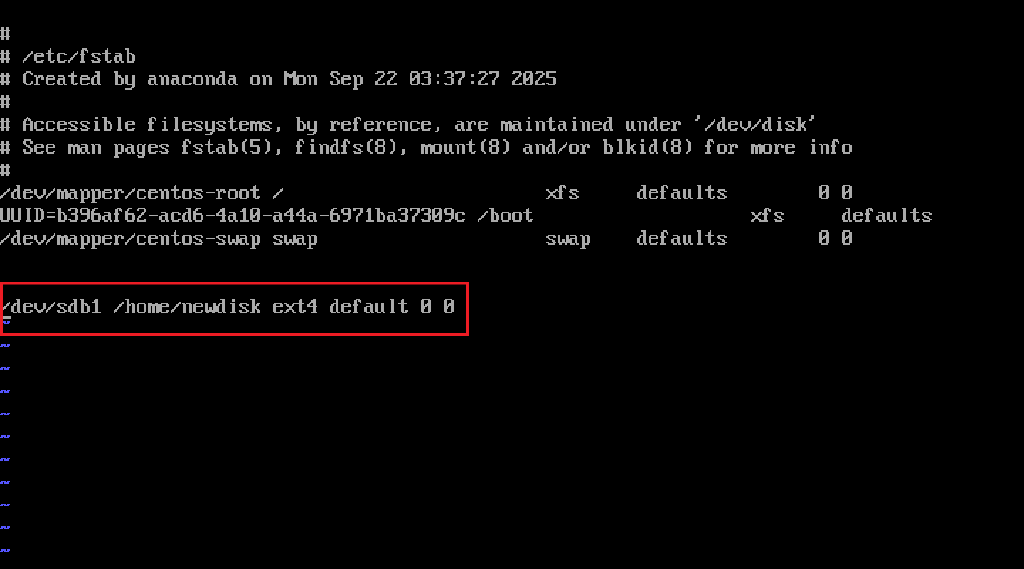 #
# /etc/fstab
# Created by anaconda on Mon Sep 22 03:37:27 2025
#
# Accessible filesystems, by reference, are maintained under '/dev/disk'
# See man pages fstab(5), findfs(8), mount(8) and/or blkid(8) for more info
#
/dev/mapper/centos-root / xfs defaults 0 0
UUID=b396af62-acd6-4a10-a44a-6971ba37309c /boot xfs defaults
/dev/mapper/centos-swap swap swap defaults 0 0
/dev/sdb1 /home/newdisk ext4 default 0 0
~
~
~
~
~
~
~
~
~
~
~